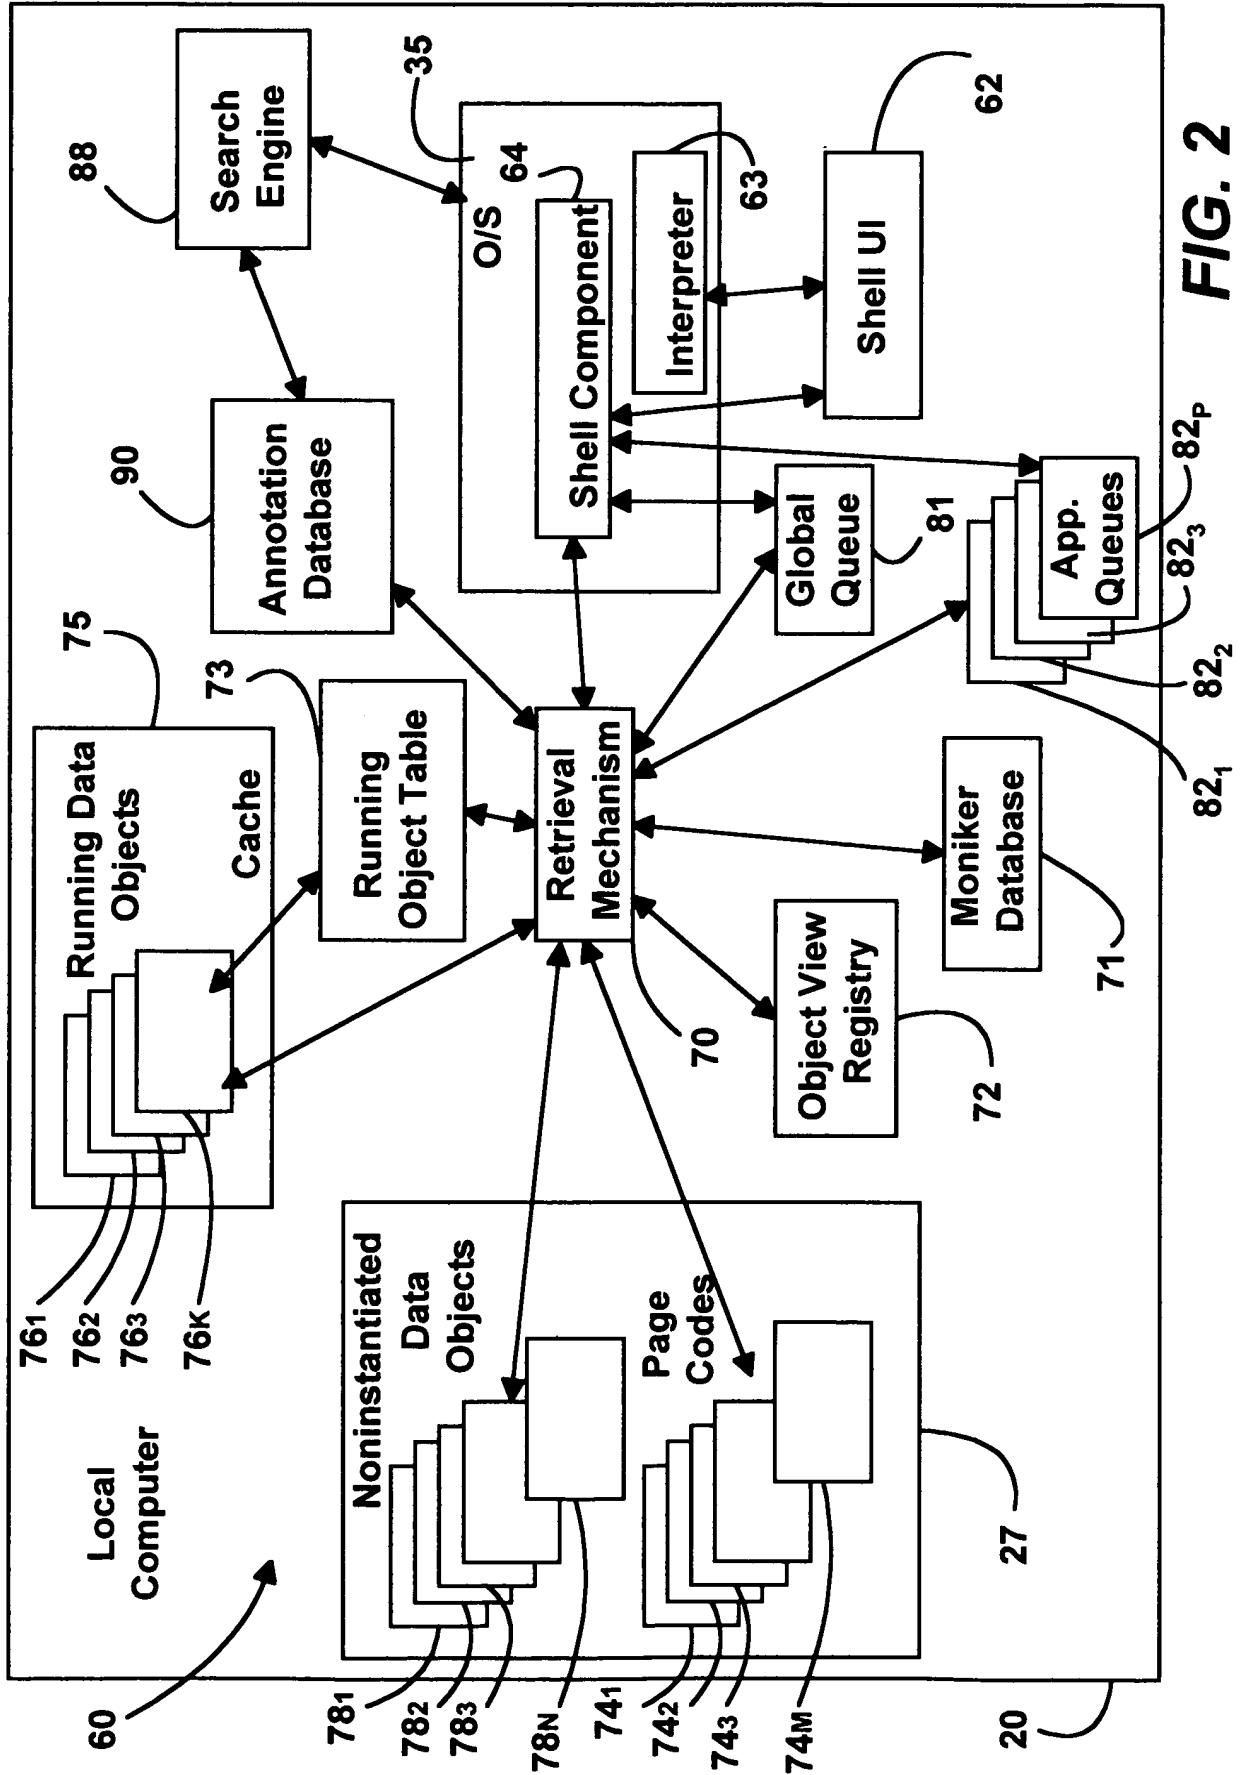 60
Local
Computer
761
762
763
76K
Running Data
Objects
Cache
75
90
Annotation
Database
88
Search
Engine
781
782
783
78N
741
742
743
74M
Noninstantiated
Data
Objects
Page
Codes
27
20
73
Running
Object Table
Retrieval
Mechanism
70
O/S
35
64
Shell Component
Interpreter
63
Shell UI
62
Object View
Registry
72
Moniker
Database
71
Global
Queue
81
App.
Queues
821
822
823
82P
FIG. 2